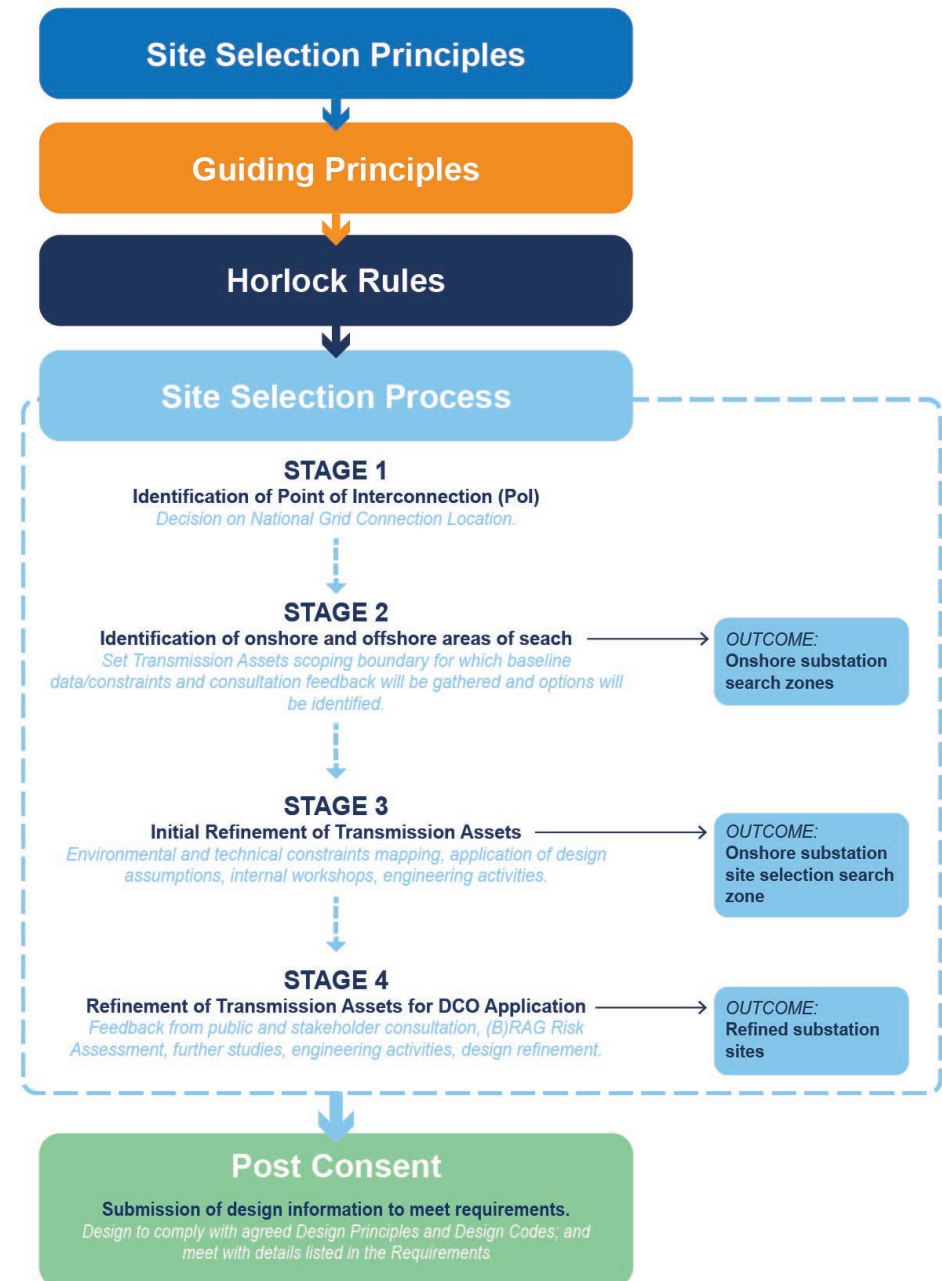 Site Selection Principles
Guiding Principles
Horlock Rules
Site Selection Process
STAGE 1
Identification of Point of Interconnection (PoI)
Decision on National Grid Connection Location.
STAGE 2
Identification of onshore and offshore areas of seach
Set Transmission Assets scoping boundary for which baseline
data/constraints and consultation feedback will be gathered and options will
be identified.
OUTCOME:
Onshore substation
search zones
STAGE 3
Initial Refinement of Transmission Assets
Environmental and technical constraints mapping, application of design
assumptions, internal workshops, engineering activities.
OUTCOME:
Onshore substation
site selection search
zone
STAGE 4
Refinement of Transmission Assets for DCO Application
Feedback from public and stakeholder consultation, (B)RAG Risk
Assessment, further studies, engineering activities, design refinement.
OUTCOME:
Refined substation
sites
Post Consent
Submission of design information to meet requirements.
Design to comply with agreed Design Principles and Design Codes; and
meet with details listed in the Requirements